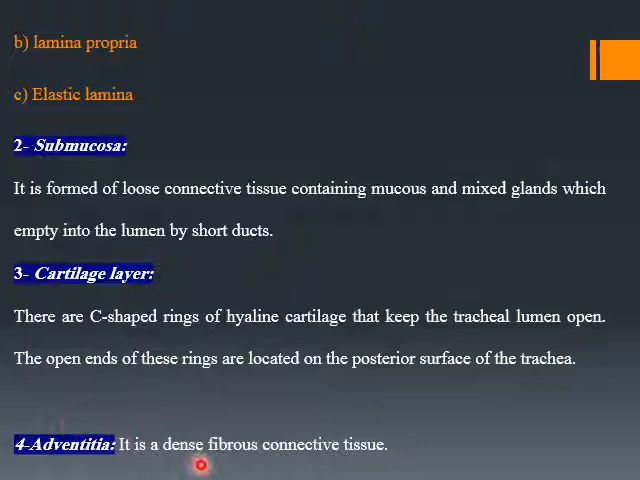 b) lamina propria
c) Elastic lamina
2- Submucosa:
It is formed of loose connective tissue containing mucous and mixed glands which
empty into the lumen by short ducts.
3- Cartilage layer:
There are C-shaped rings of hyaline cartilage that keep the tracheal lumen open.
The open ends of these rings are located on the posterior surface of the trachea.
4-Adventitia: It is a dense fibrous connective tissue.